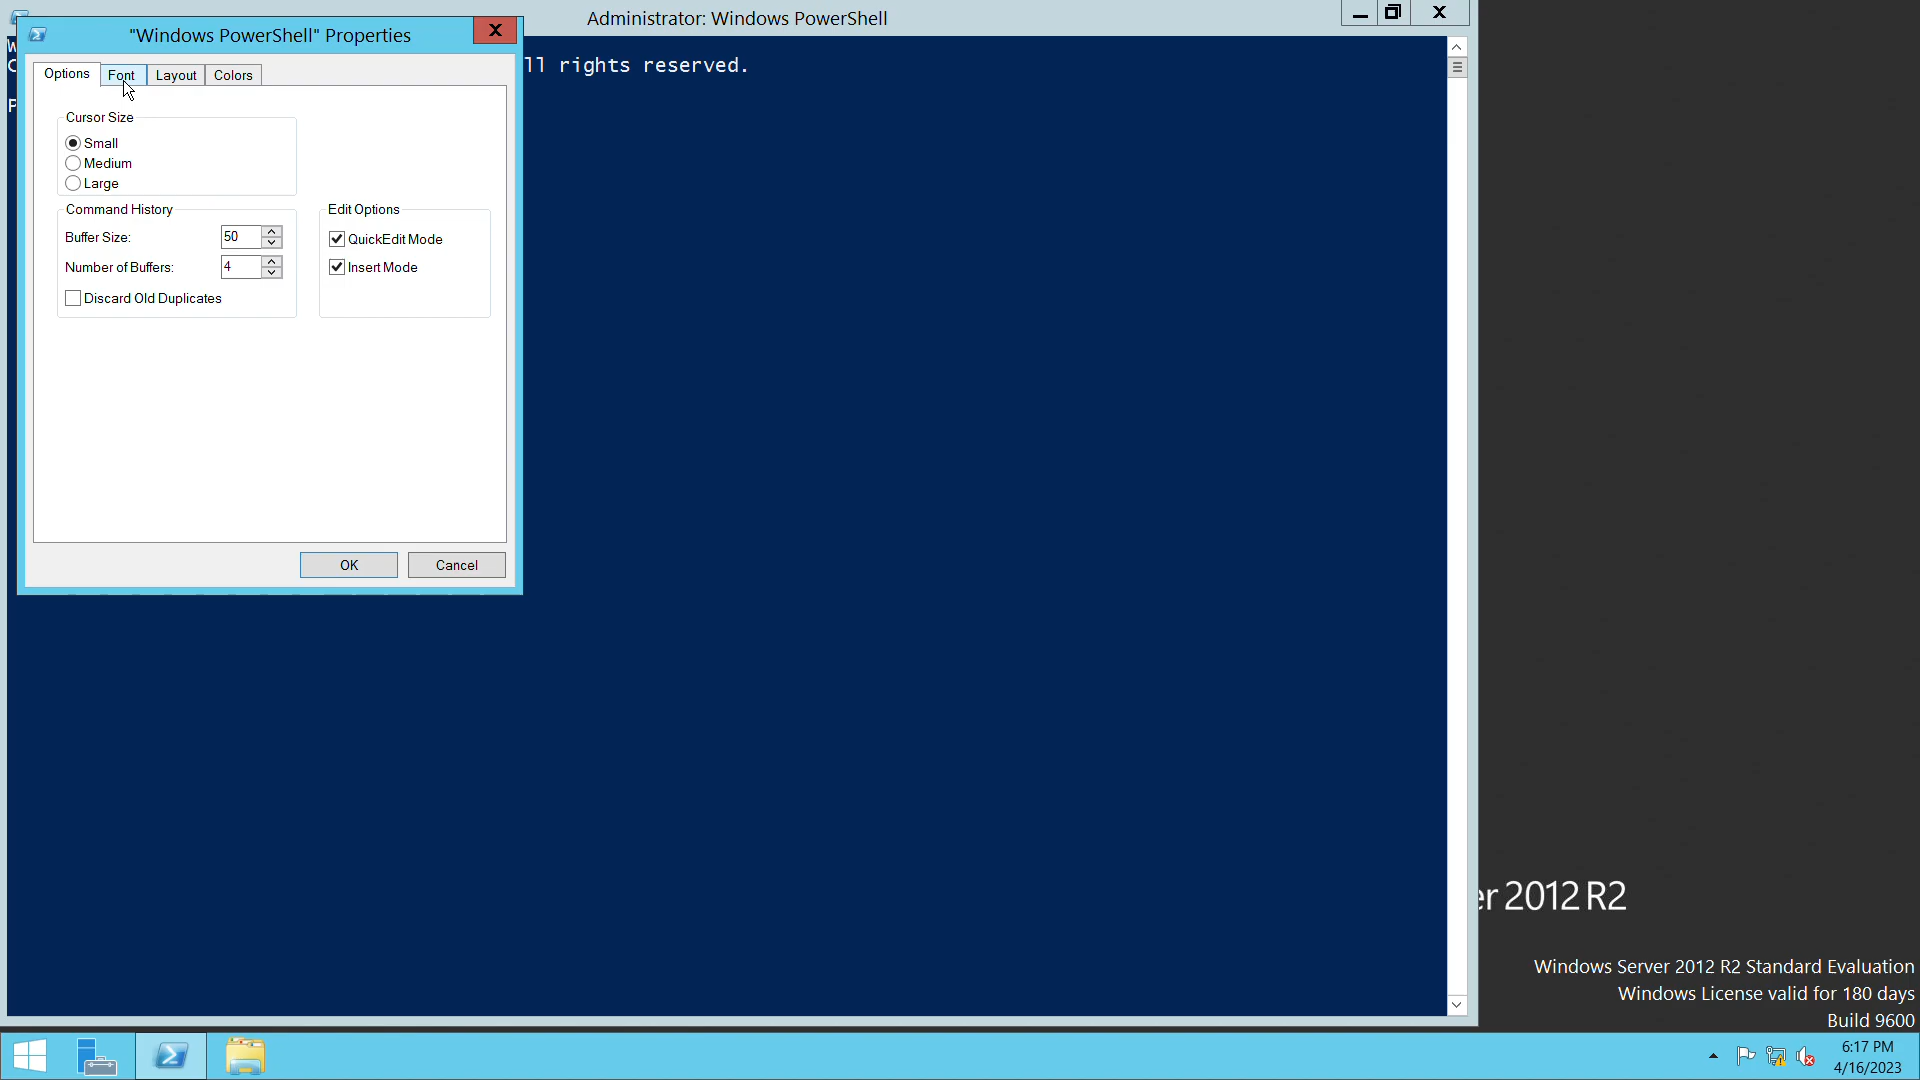 Administrator: Windows PowerShell
"Windows PowerShell" Properties
ll rights reserved.
Options
Font
Layout
Colors
Cursor Size
Small
Medium
Large
Command History
Buffer Size:
50
Number of Buffers:
4
Discard Old Duplicates
Edit Options
QuickEdit Mode
Insert Mode
OK
Cancel
er 2012 R2
Windows Server 2012 R2 Standard Evaluation
Windows License valid for 180 days
Build 9600
6:17 PM
4/16/2023